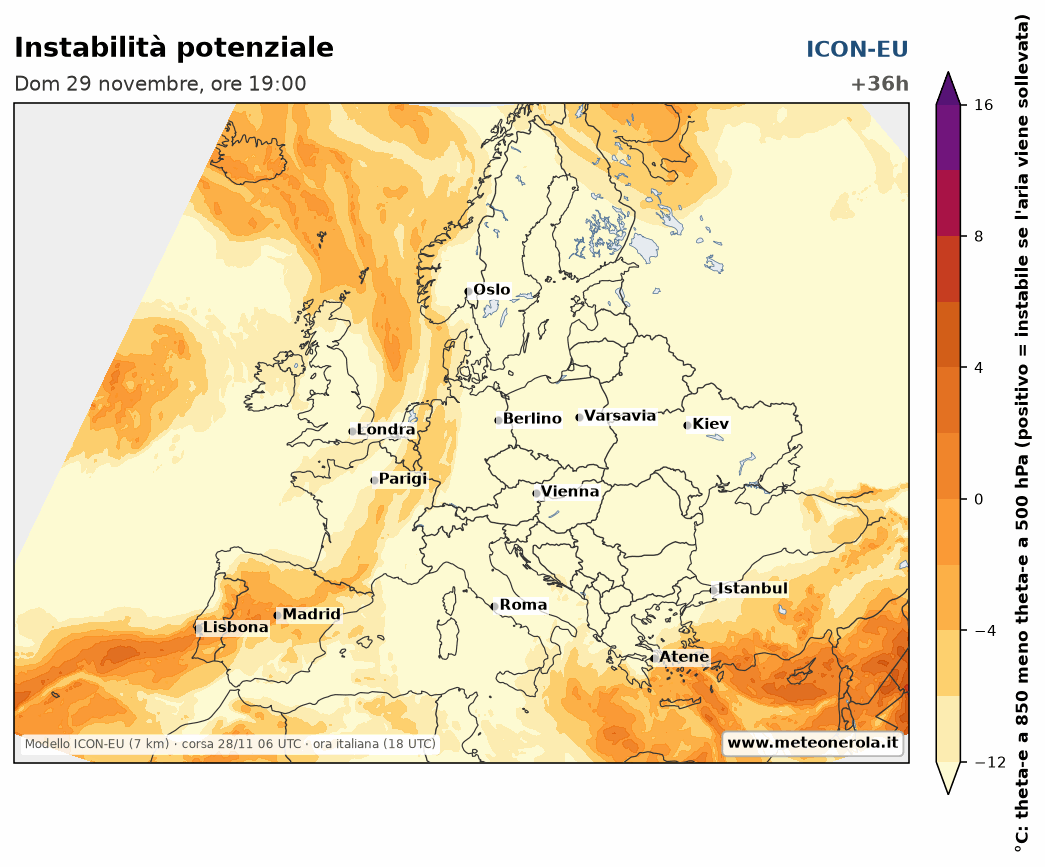 Instabilità potenziale
ICON-EU
Dom 29 novembre, ore 19:00
+36h
Oslo
Berlino
Varsavia
Kiev
Londra
Parigi
Vienna
Istanbul
Roma
Madrid
Lisbona
Atene
Modello ICON-EU (7 km) · corsa 28/11 06 UTC · ora italiana (18 UTC)
www.meteonerola.it
16
8
4
0
−4
−12
°C: theta-e a 850 meno theta-e a 500 hPa (positivo = instabile se l'aria viene sollevata)